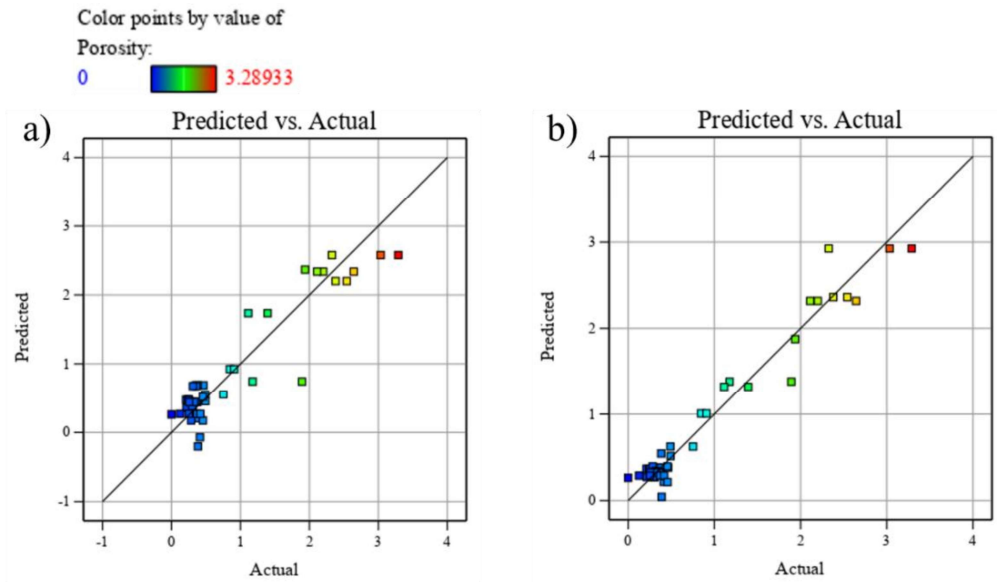 Color points by value of
Porosity:
0 3.28933
a) Predicted vs. Actual
4
3
2
1
0
-1
-1 0 1 2 3 4
Predicted
Actual
b) Predicted vs. Actual
4
3
2
1
0
0 1 2 3 4
Predicted
Actual